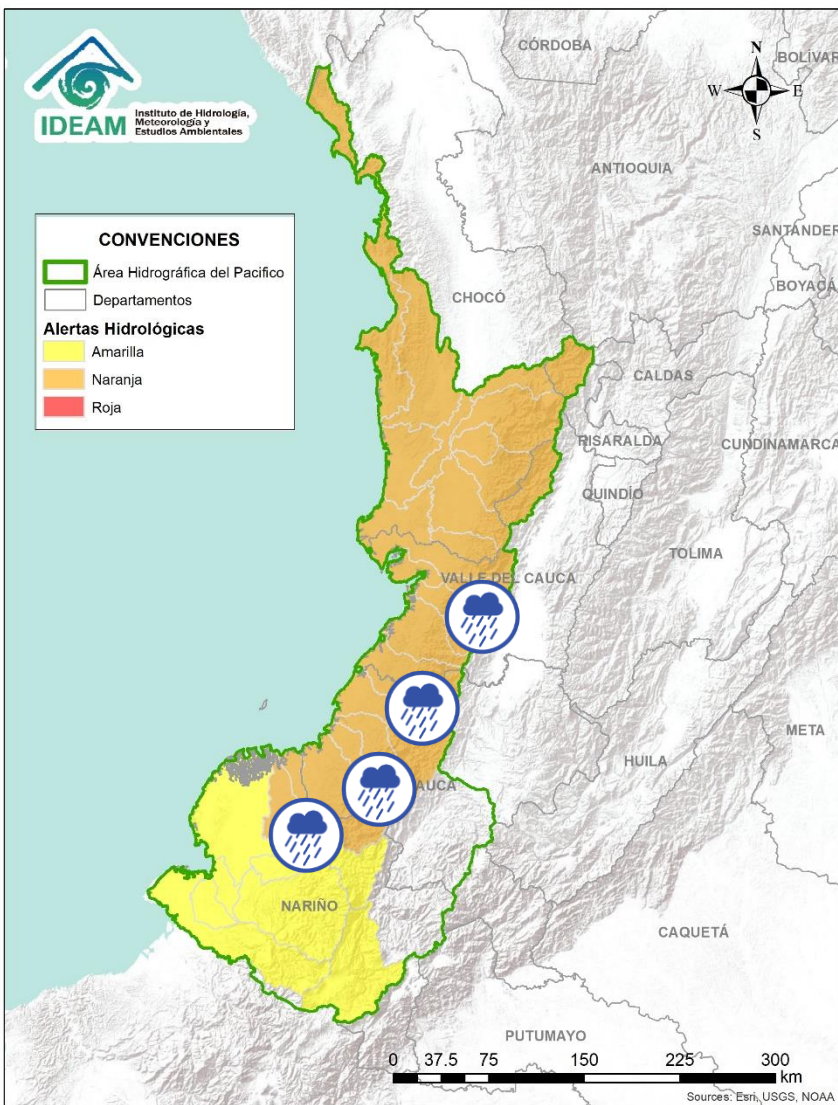 IDEAM
Instituto de Hidrología,
Meteorología y
Estudios Ambientales
N
W
E
S
CONVENCIONES
Área Hidrográfica del Pacifico
Departamentos
Alertas Hidrológicas
Amarilla
Naranja
Roja
CÓRDOBA
BOLÍVAR
ANTIOQUIA
SANTANDER
BOYACÁ
CHOCÓ
CALDAS
RISARALDA
CUNDINAMARCA
QUINDÍO
TOLIMA
VALLE DEL CAUCA
META
HUILA
AUCA
NARIÑO
CAQUETÁ
PUTUMAYO
0 37.5 75 150 225 300
km
Sources: Esri, USGS, NOAA